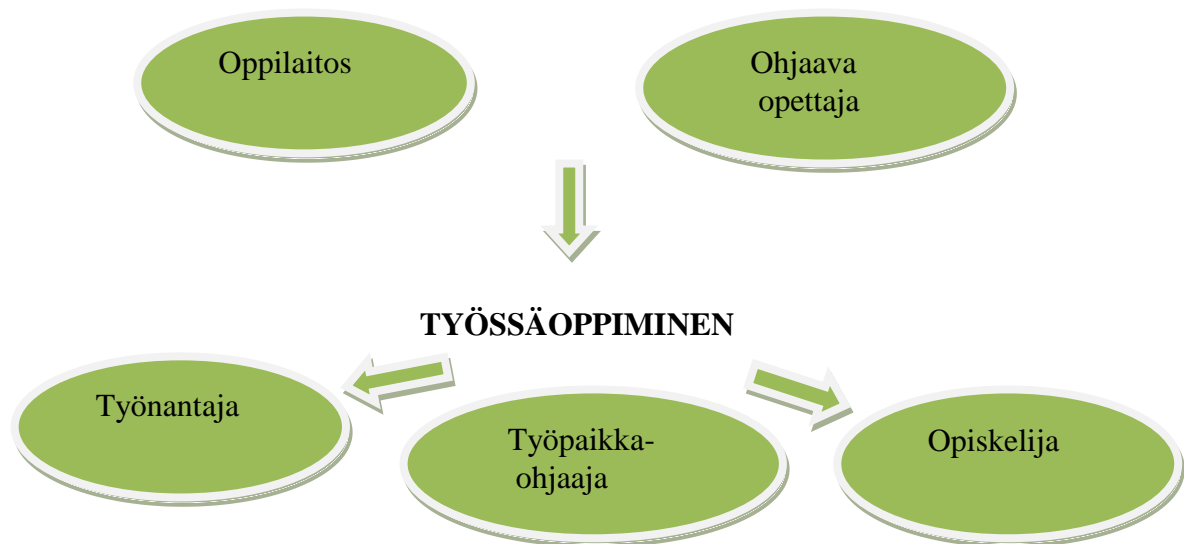 Oppilaitos
Ohjaava
opettaja
TYÖSSÄOPPIMINEN
Työnantaja
Työpaikka-
ohjaaja
Opiskelija